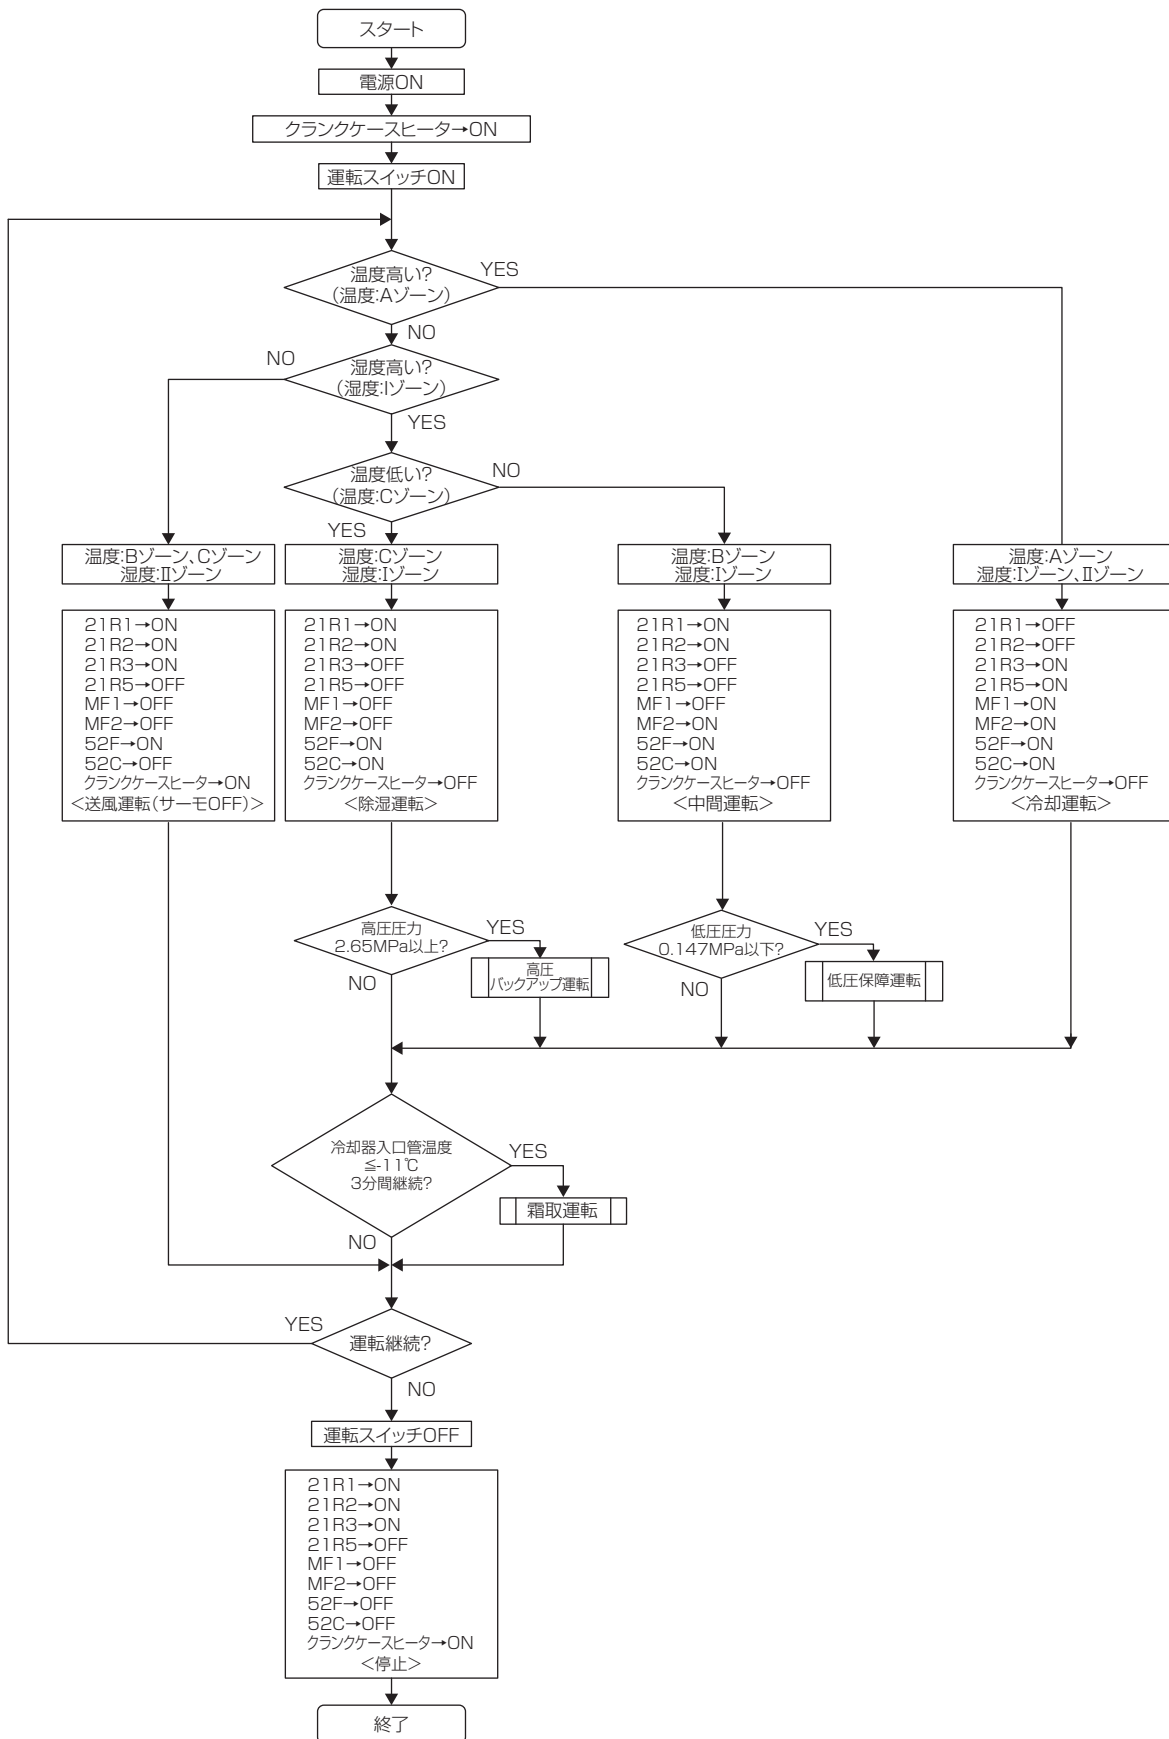 スタート
電源ON
クランクケースヒータ→ON
運転スイッチON
温度高い?
(温度:Aゾーン)
YES
NO
湿度高い?
(湿度:Iゾーン)
NO
YES
温度低い?
(温度:Cゾーン)
NO
YES
温度:Bゾーン、Cゾーン
湿度:Ⅱゾーン
21R1→ON
21R2→ON
21R3→ON
21R5→OFF
MF1→OFF
MF2→OFF
52F→ON
52C→OFF
クランクケースヒータ→ON
<送風運転(サーモOFF)>
温度:Cゾーン
湿度:Iゾーン
21R1→ON
21R2→ON
21R3→OFF
21R5→OFF
MF1→OFF
MF2→OFF
52F→ON
52C→ON
クランクケースヒータ→OFF
<除湿運転>
温度:Bゾーン
湿度:Iゾーン
21R1→ON
21R2→ON
21R3→OFF
21R5→OFF
MF1→OFF
MF2→ON
52F→ON
52C→ON
クランクケースヒータ→OFF
<中間運転>
温度:Aゾーン
湿度:Iゾーン、Ⅱゾーン
21R1→OFF
21R2→OFF
21R3→ON
21R5→ON
MF1→ON
MF2→ON
52F→ON
52C→ON
クランクケースヒータ→OFF
<冷却運転>
高圧圧力
2.65MPa以上?
YES
NO
高圧
バックアップ運転
低圧圧力
0.147MPa以下?
YES
NO
低圧保障運転
冷却器入口管温度
≦-11℃
3分間継続?
YES
NO
霜取運転
運転継続?
YES
NO
運転スイッチOFF
21R1→ON
21R2→ON
21R3→ON
21R5→OFF
MF1→OFF
MF2→OFF
52F→OFF
52C→OFF
クランクケースヒータ→ON
<停止>
終了